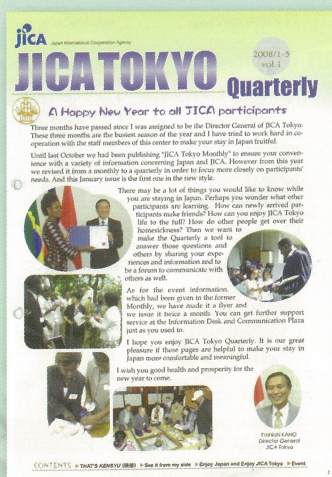 jICA Japan International Cooperation Agency
2008/1-3
vol. 1
JICA TOKYO
Quarterly
A Happy New Year to all JICA participants
Three months have passed since I was assigned to be the Director General of JICA Tokyo.
These three months are the busiest season of the year and I have tried to work hard in co-
operation with the staff members of this center to make your stay in Japan fruitful.
Until last October we had been publishing "JICA Tokyo Monthly" to ensure your conven-
ience with a variety of information concerning Japan and JICA. However from this year
we revised it from a monthly to a quarterly in order to focus more closely on participants'
needs. And this January issue is the first one in the new style.
There may be a lot of things you would like to know while
you are staying in Japan. Perhaps you wonder what other
participants are learning. How can newly arrived par-
ticipants make friends? How can you enjoy JICA Tokyo
life to the full? How do other people get over their
homesickness? Then we want to
make the Quarterly a tool to
answer those questions and
others by sharing your expe-
riences and information and to
be a forum to communicate with
others as well.
As for the event information,
which had been given in the former
Monthly, we have made it a flyer and
we issue it twice a month. You can get further support
service at the Information Desk and Communication Plaza
just as you used to.
I hope you enjoy JICA Tokyo Quarterly. It is our great
pleasure if these pages are helpful to make your stay in
Japan more comfortable and meaningful.
I wish you good health and prosperity for the
new year to come.
Yoshiaki KANO
Director General
JICA Tokyo
CONTENTS ▶THAT'S KENSYU (研修) ▶See it from my side ▶Enjoy Japan and Enjoy JICA Tokyo ▶Event
1